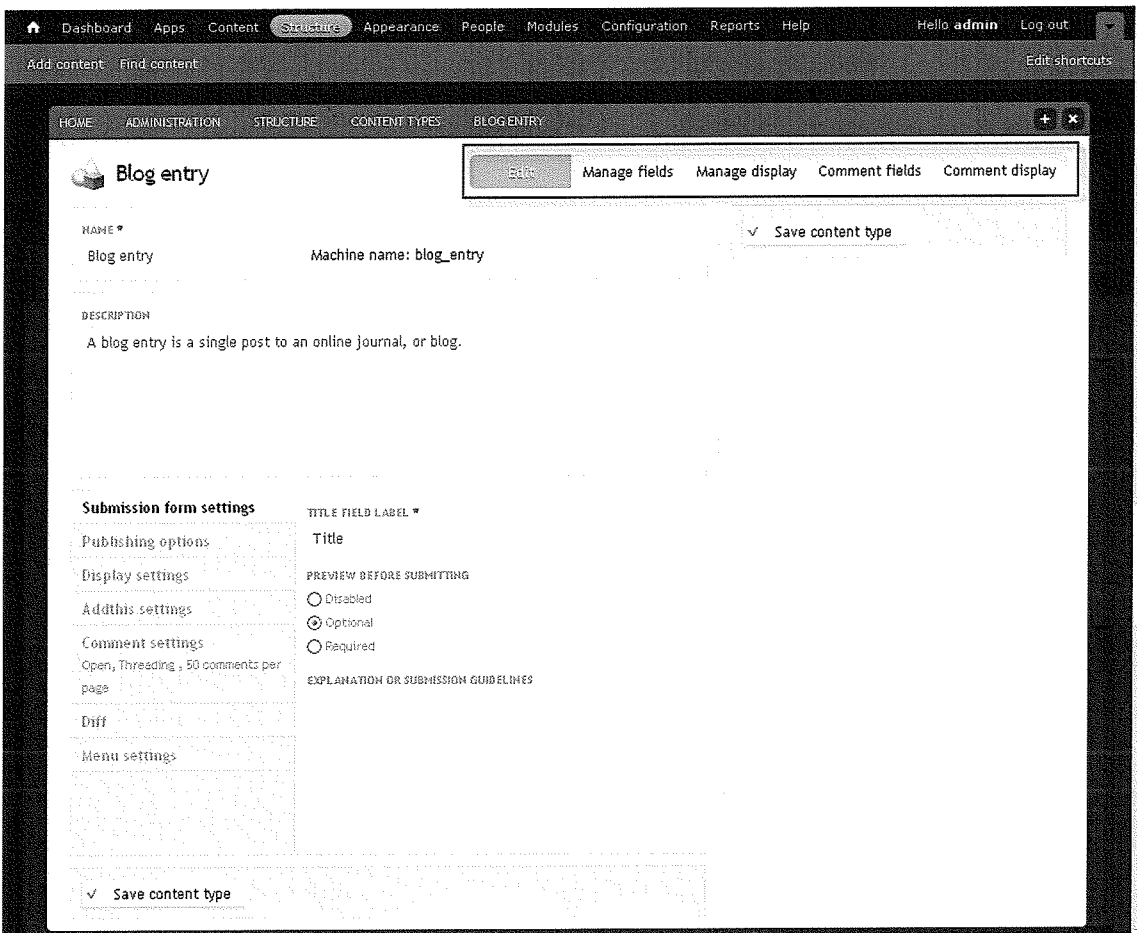 Dashboard Apps Content Structure Appearance People Modules Configuration Reports Help Hello admin Log out
Add content Find content Edit shortcuts
HOME ADMINISTRATION STRUCTURE CONTENT TYPES BLOG ENTRY
Blog entry
Edit Manage fields Manage display Comment fields Comment display
NAME *
Blog entry Machine name: blog_entry
✓ Save content type
DESCRIPTION
A blog entry is a single post to an online journal, or blog.
Submission form settings
Publishing options
Display settings
Addthis settings
Comment settings
Open, Threading , 50 comments per
page
Diff
Menu settings
TITLE FIELD LABEL *
Title
PREVIEW BEFORE SUBMITTING
Disabled
Optional
Required
EXPLANATION OR SUBMISSION GUIDELINES
✓ Save content type